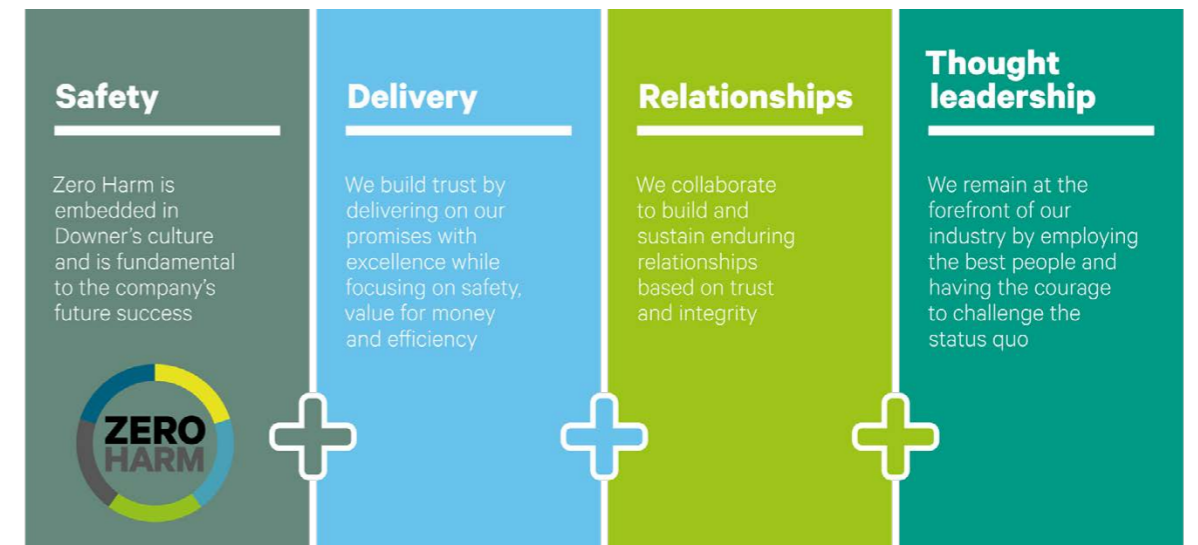 Safety
Zero Harm is
embedded in
Downer's culture
and is fundamental
to the company's
future success
ZERO
HARM
Delivery
We build trust by
delivering on our
promises with
excellence while
focusing on safety,
value for money
and efficiency
Relationships
We collaborate
to build and
sustain enduring
relationships
based on trust
and integrity
Thought
leadership
We remain at the
forefront of our
industry by employing
the best people and
having the courage
to challenge the
status quo